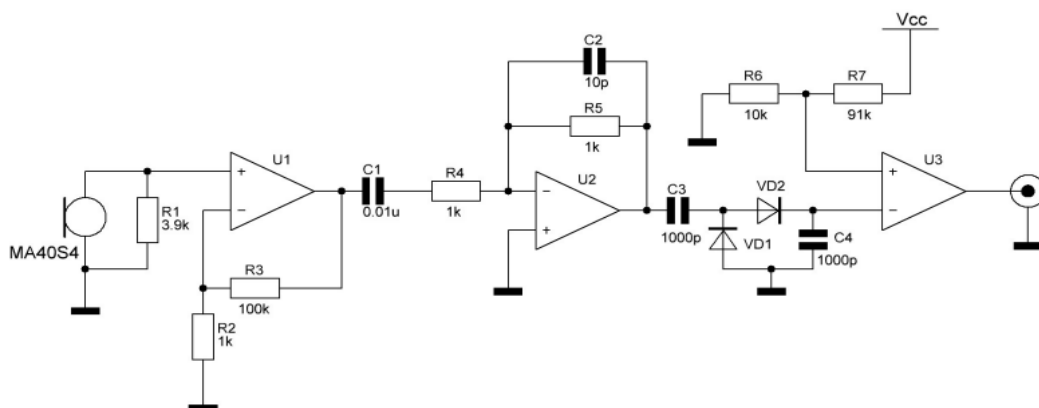 C2
10p
R5
1k
Vcc
R6
10k
R7
91k
U1
+
−
C1
0.01u
R4
1k
−
+
U2
C3
1000p
VD2
VD1
C4
1000p
+
−
U3
R1
3.9k
MA40S4
R3
100k
R2
1k